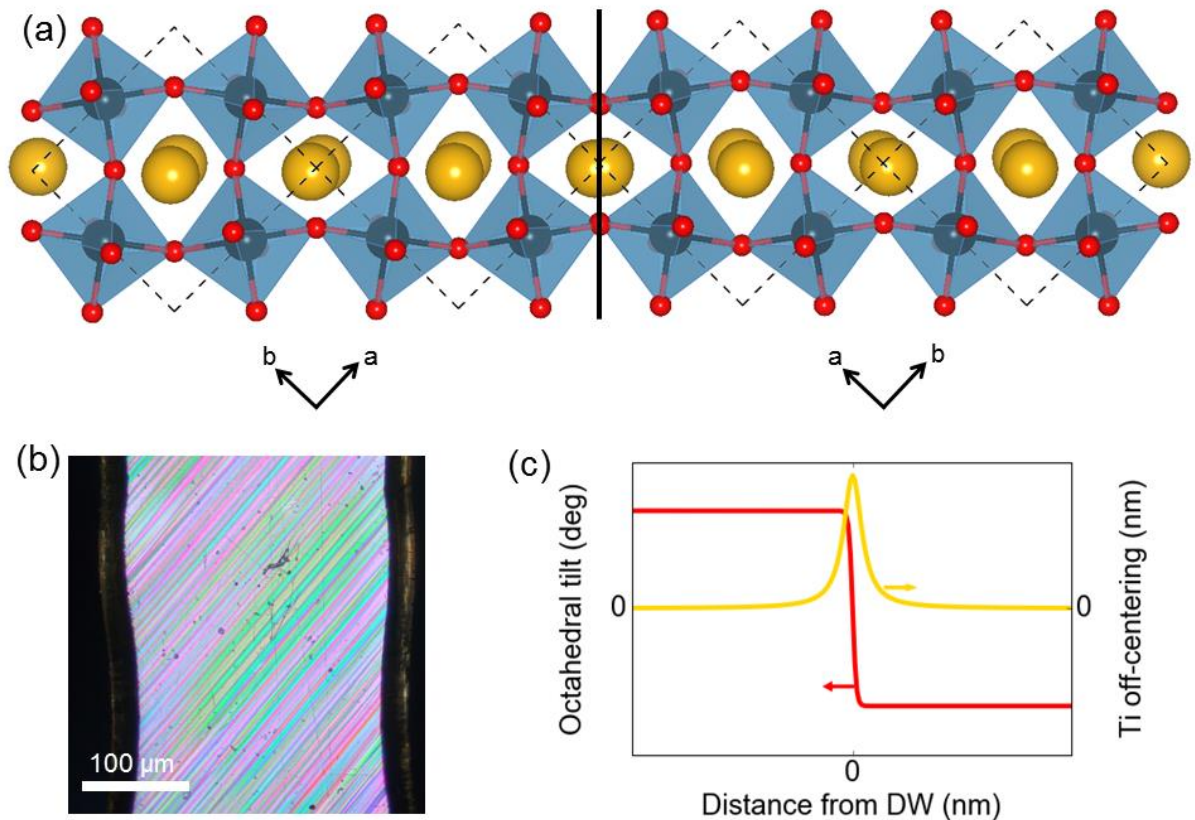 (a)
b a
a b
(b)
100 µm
(c)
Octahedral tilt (deg)
0
0
Ti off-centering (nm)
0
Distance from DW (nm)